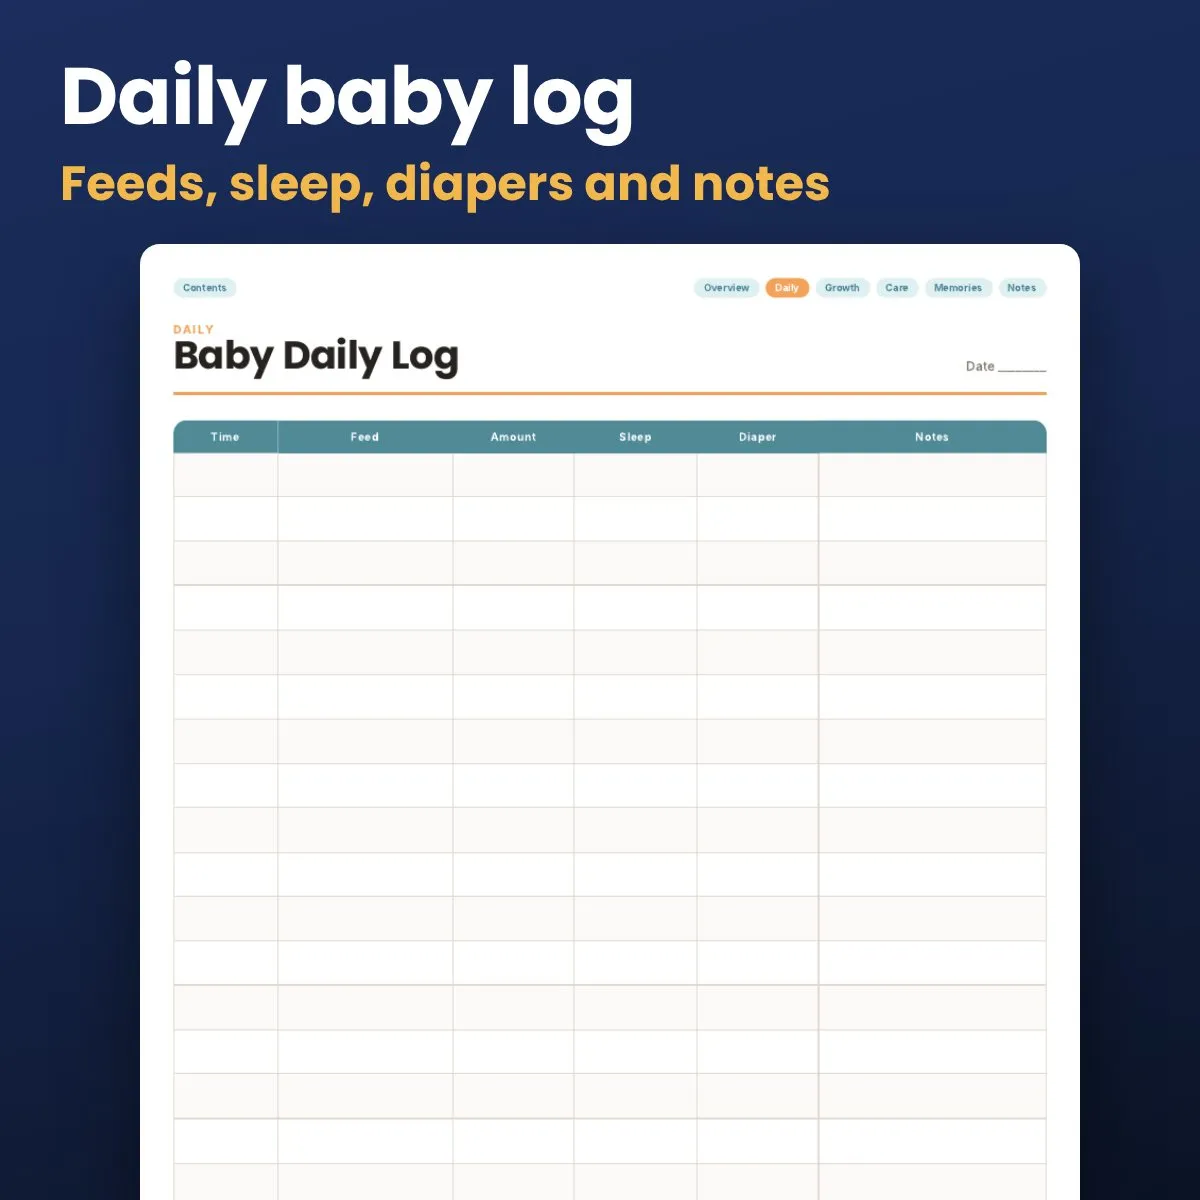 Daily baby log
Feeds, sleep, diapers and notes
Contents Overview Daily Growth Care Memories Notes
DAILY
Baby Daily Log
Date _______
Time Feed Amount Sleep Diaper Notes